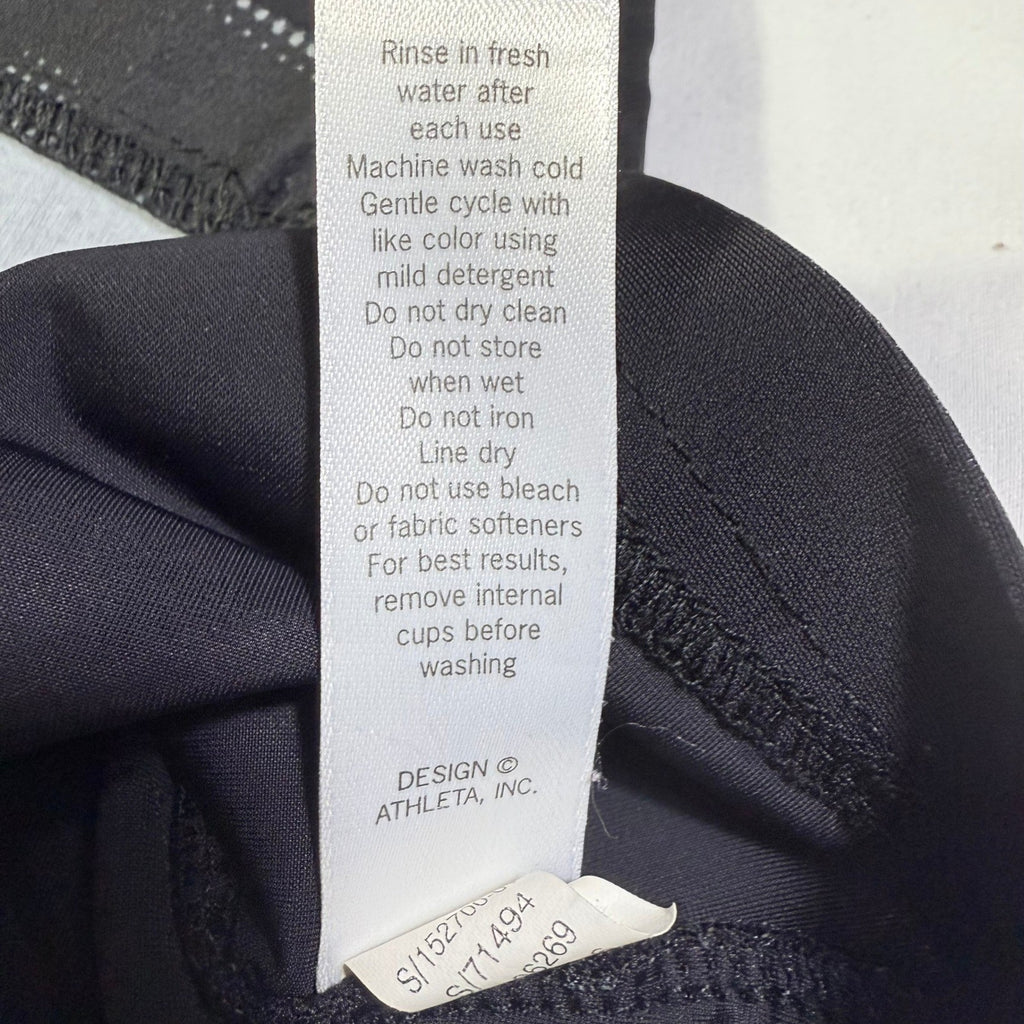 Rinse in fresh
water after
each use
Machine wash cold
Gentle cycle with
like color using
mild detergent
Do not dry clean
Do not store
when wet
Do not iron
Line dry
Do not use bleach
or fabric softeners
For best results,
remove internal
cups before
washing
DESIGN ©
ATHLETA, INC.
S/71494